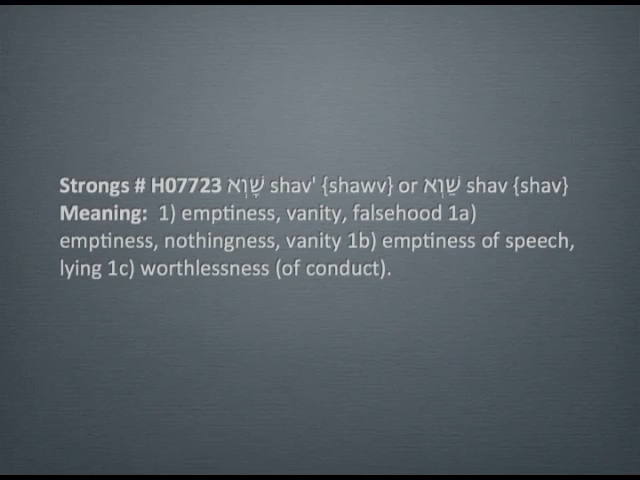 Strongs # H07723 שָׁוְא shav' {shawv} or שַׁוְא shav {shav}
Meaning:  1) emptiness, vanity, falsehood 1a)
emptiness, nothingness, vanity 1b) emptiness of speech,
lying 1c) worthlessness (of conduct).